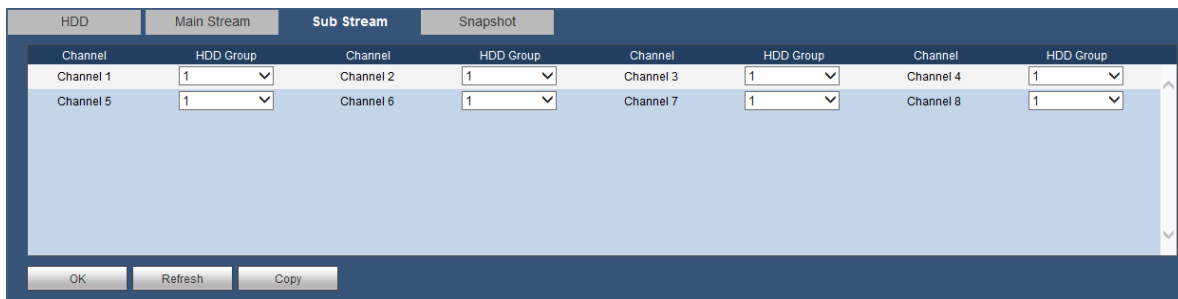 HDD Main Stream Sub Stream Snapshot
Channel HDD Group Channel HDD Group Channel HDD Group Channel HDD Group
Channel 1 1 Channel 2 1 Channel 3 1 Channel 4 1
Channel 5 1 Channel 6 1 Channel 7 1 Channel 8 1
OK Refresh Copy